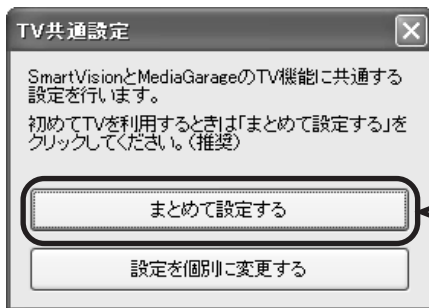 TV共通設定
SmartVisionとMediaGarageのTV機能に共通する
設定を行います。
初めてTVを利用するときは「まとめて設定する」を
クリックしてください。（推奨）
まとめて設定する
設定を個別に変更する